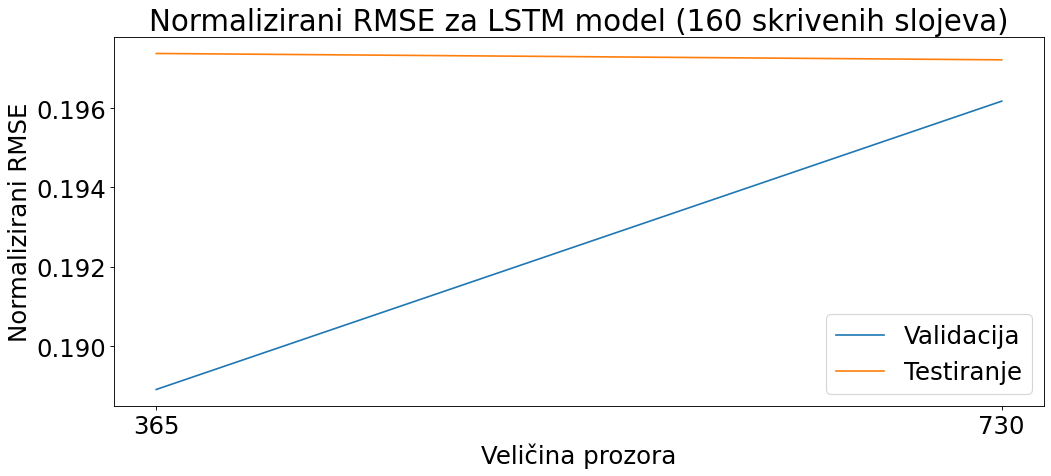 Normalizirani RMSE za LSTM model (160 skrivenih slojeva)
Normalizirani RMSE
0.196
0.194
0.192
0.190
Validacija
Testiranje
365
730
Veličina prozora